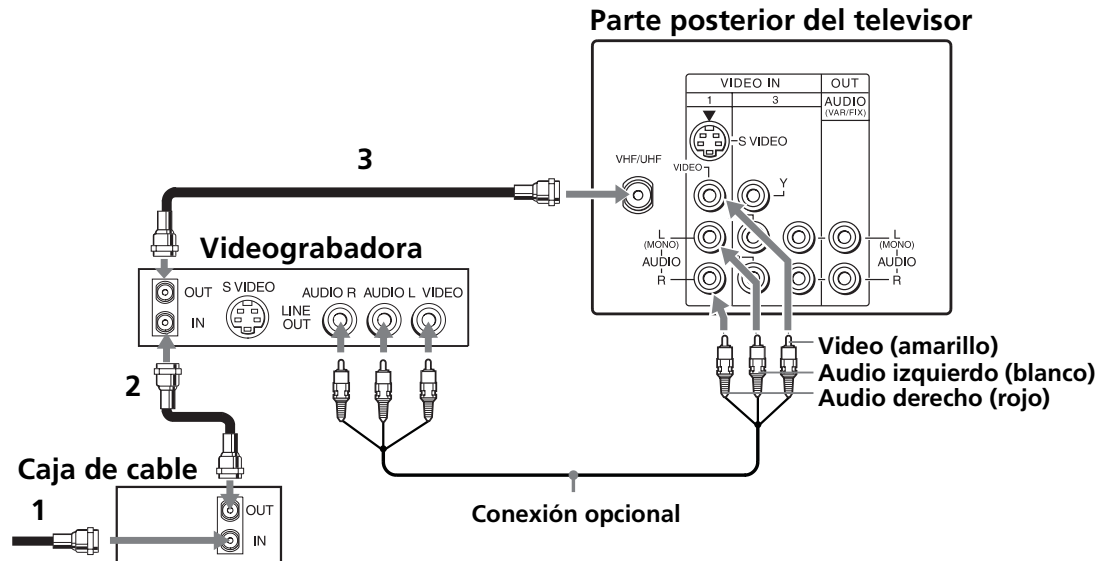 Parte posterior del televisor
VIDEO IN
OUT
1
3
AUDIO
(VAR/FIX)
S VIDEO
VHF/UHF
VIDEO
Y
L
(MONO)
AUDIO
R
L
(MONO)
AUDIO
R
3
Videograbadora
OUT
IN
S VIDEO
LINE
OUT
AUDIO R AUDIO L VIDEO
Video (amarillo)
Audio izquierdo (blanco)
Audio derecho (rojo)
2
Caja de cable
1
OUT
IN
Conexión opcional